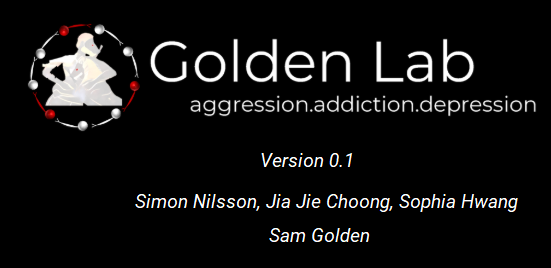 Golden Lab
aggression.addiction.depression
Version 0.1
Simon Nilsson, Jia Jie Choong, Sophia Hwang
Sam Golden